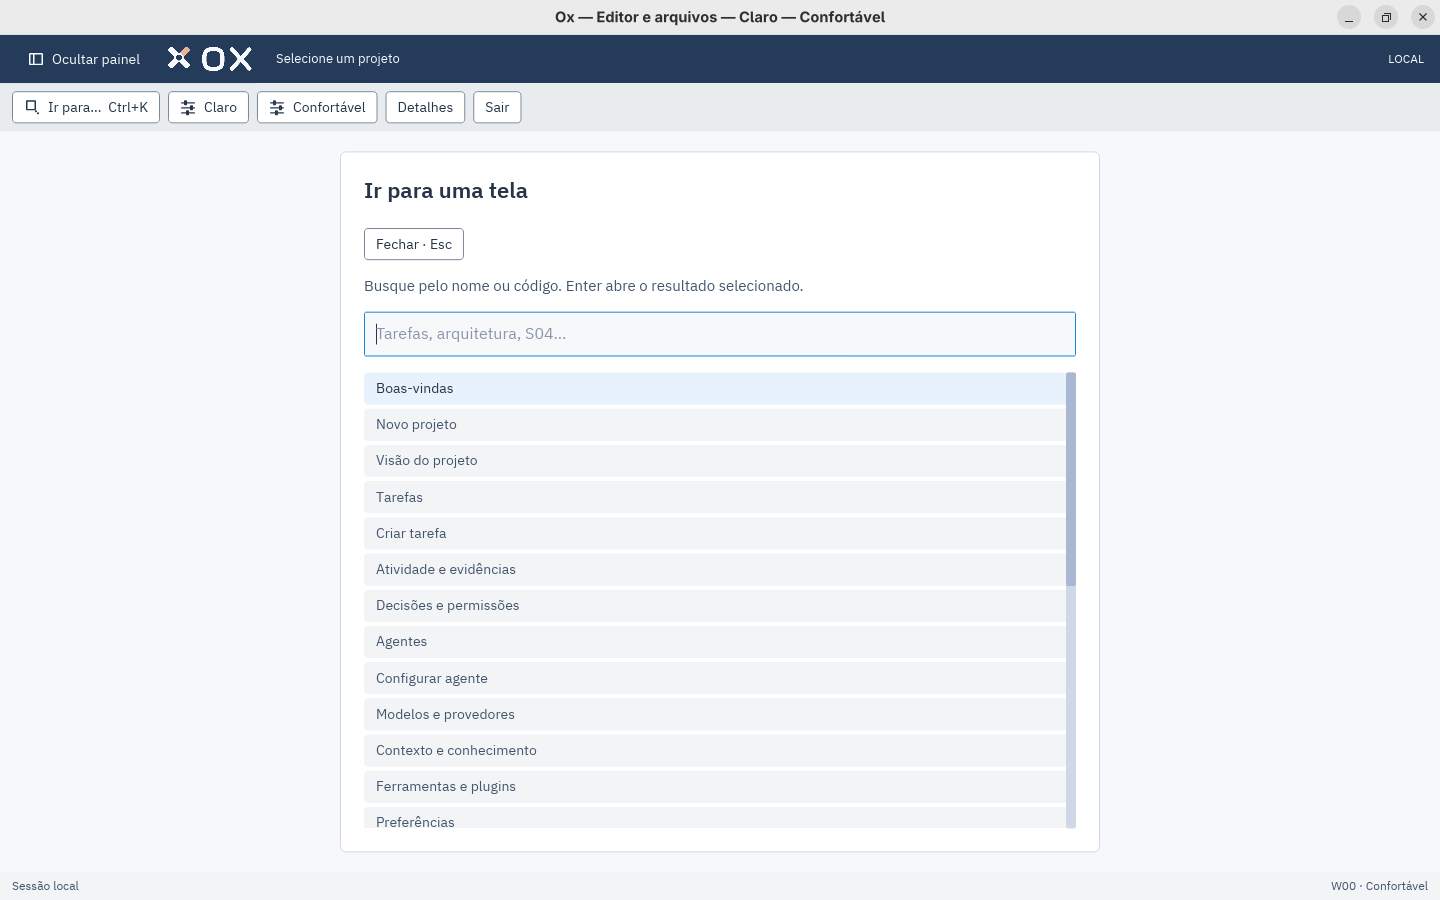 Ox — Editor e arquivos — Claro — Confortável
Ocultar painel
OX
Selecione um projeto
LOCAL
Ir para... Ctrl+K
Claro
Confortável
Detalhes
Sair
Ir para uma tela
Fechar · Esc
Busque pelo nome ou código. Enter abre o resultado selecionado.
Tarefas, arquitetura, S04...
Boas-vindas
Novo projeto
Visão do projeto
Tarefas
Criar tarefa
Atividade e evidências
Decisões e permissões
Agentes
Configurar agente
Modelos e provedores
Contexto e conhecimento
Ferramentas e plugins
Preferências
Sessão local
W00 · Confortável